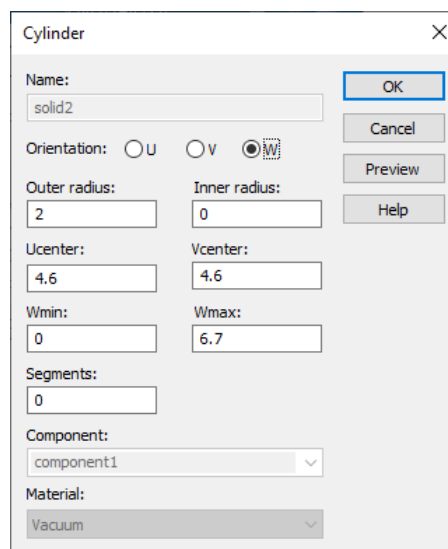 Cylinder
Name:
solid2
Orientation: U V W
Outer radius: Inner radius:
2 0
Ucenter: Vcenter:
4.6 4.6
Wmin: Wmax:
0 6.7
Segments:
0
Component:
component1
Material:
Vacuum
OK
Cancel
Preview
Help